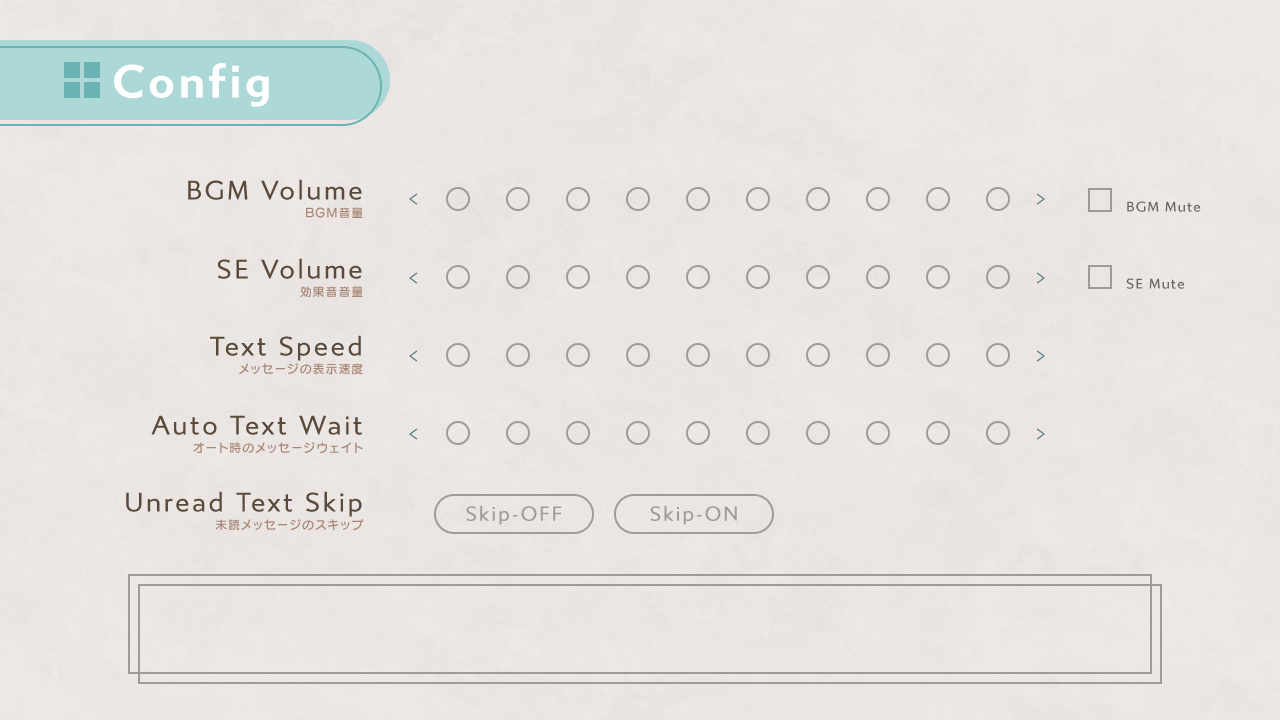 Config
BGM Volume
BGM音量
< >
BGM Mute
SE Volume
効果音音量
< >
SE Mute
Text Speed
メッセージの表示速度
< >
Auto Text Wait
オート時のメッセージウェイト
< >
Unread Text Skip
未読メッセージのスキップ
Skip-OFF
Skip-ON